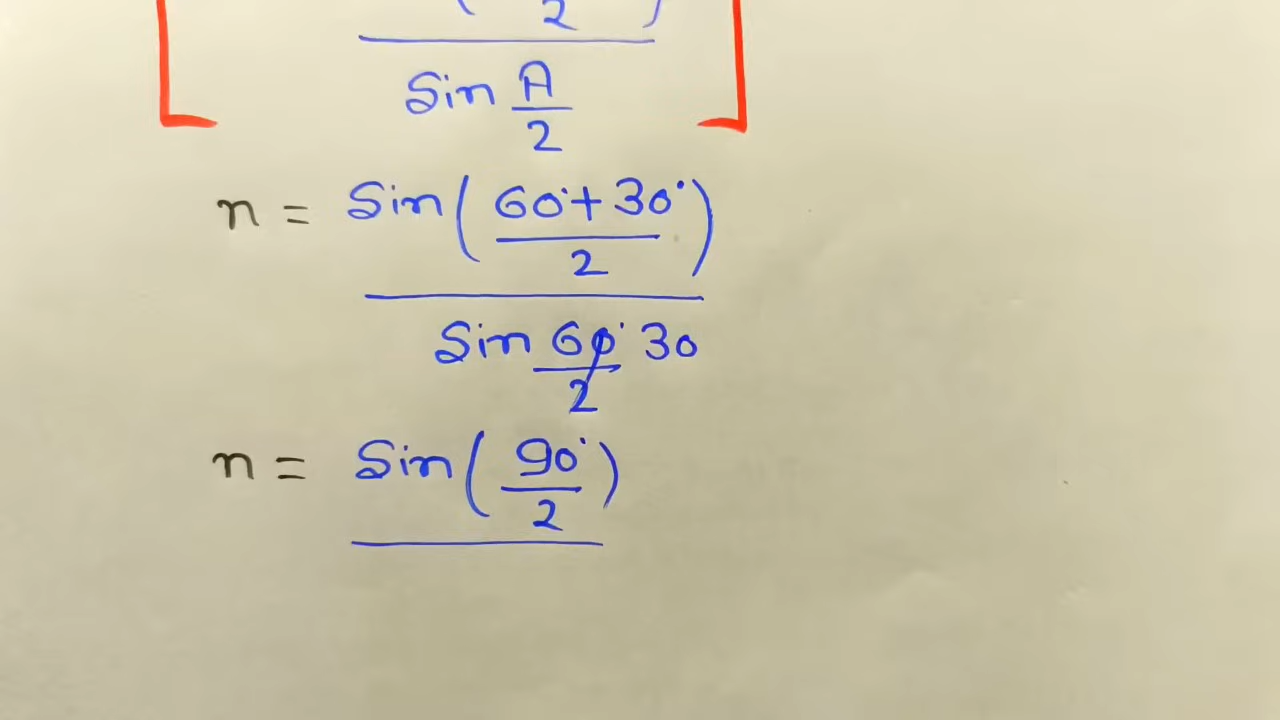 2
sin A/2
n = sin(60°+30°/2)
sin 60°/2 30
n = sin(90°/2)